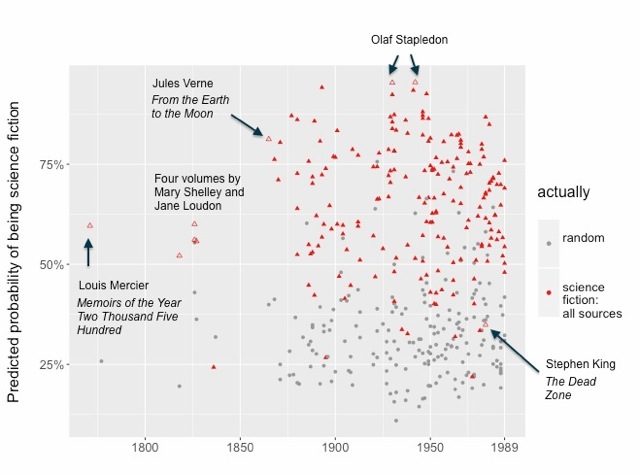 Olaf Stapledon
Jules Verne
From the Earth
to the Moon
Four volumes by
Mary Shelley and
Jane Loudon
Louis Mercier
Memoirs of the Year
Two Thousand Five
Hundred
Stephen King
The Dead
Zone
Predicted probability of being science fiction
75%
50%
25%
1800
1850
1900
1950
1989
actually
random
science
fiction:
all sources